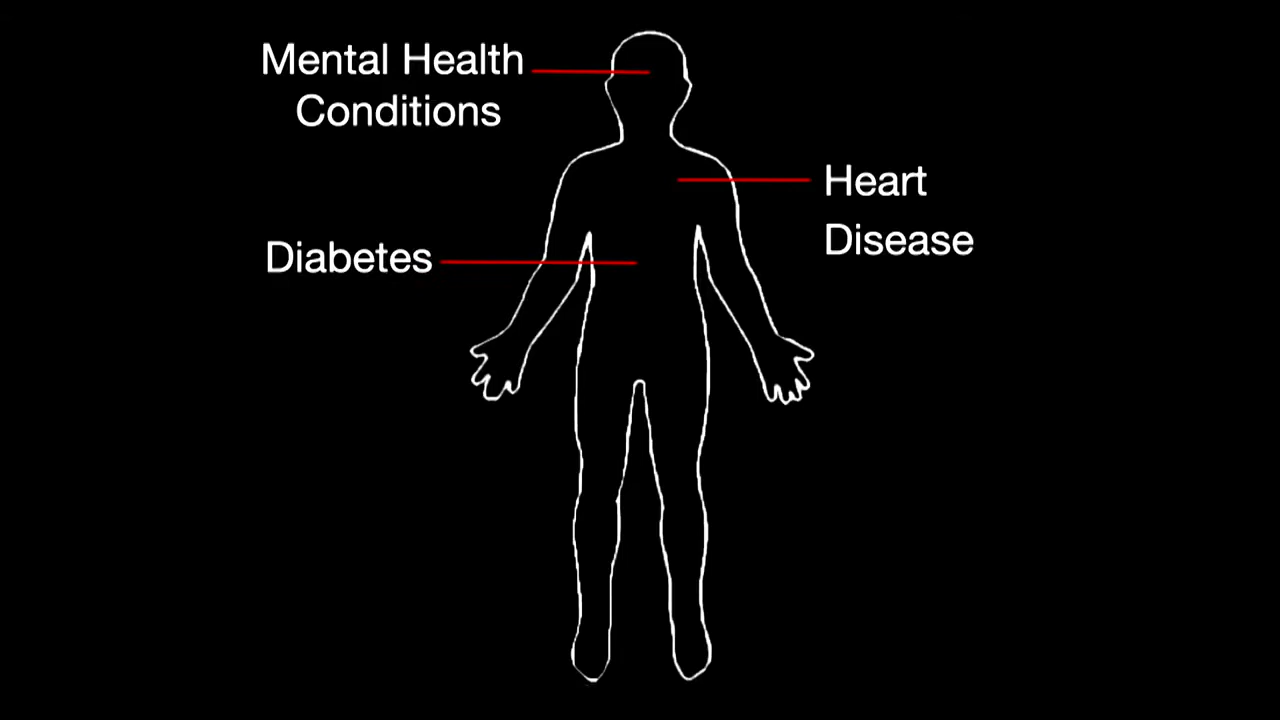 Mental Health
Conditions
Heart
Disease
Diabetes